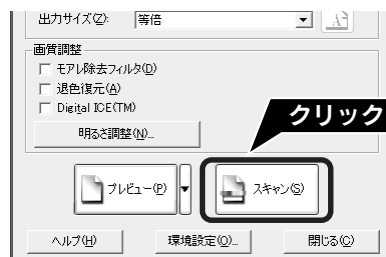 出力サイズ(Z): 等倍
画質調整
モアレ除去フィルタ(D)
退色復元(A)
Digital ICE(TM)
クリック
明るさ調整(N)...
プレビュー(P) スキャン(S)
ヘルプ(H) 環境設定(O)... 閉じる(C)